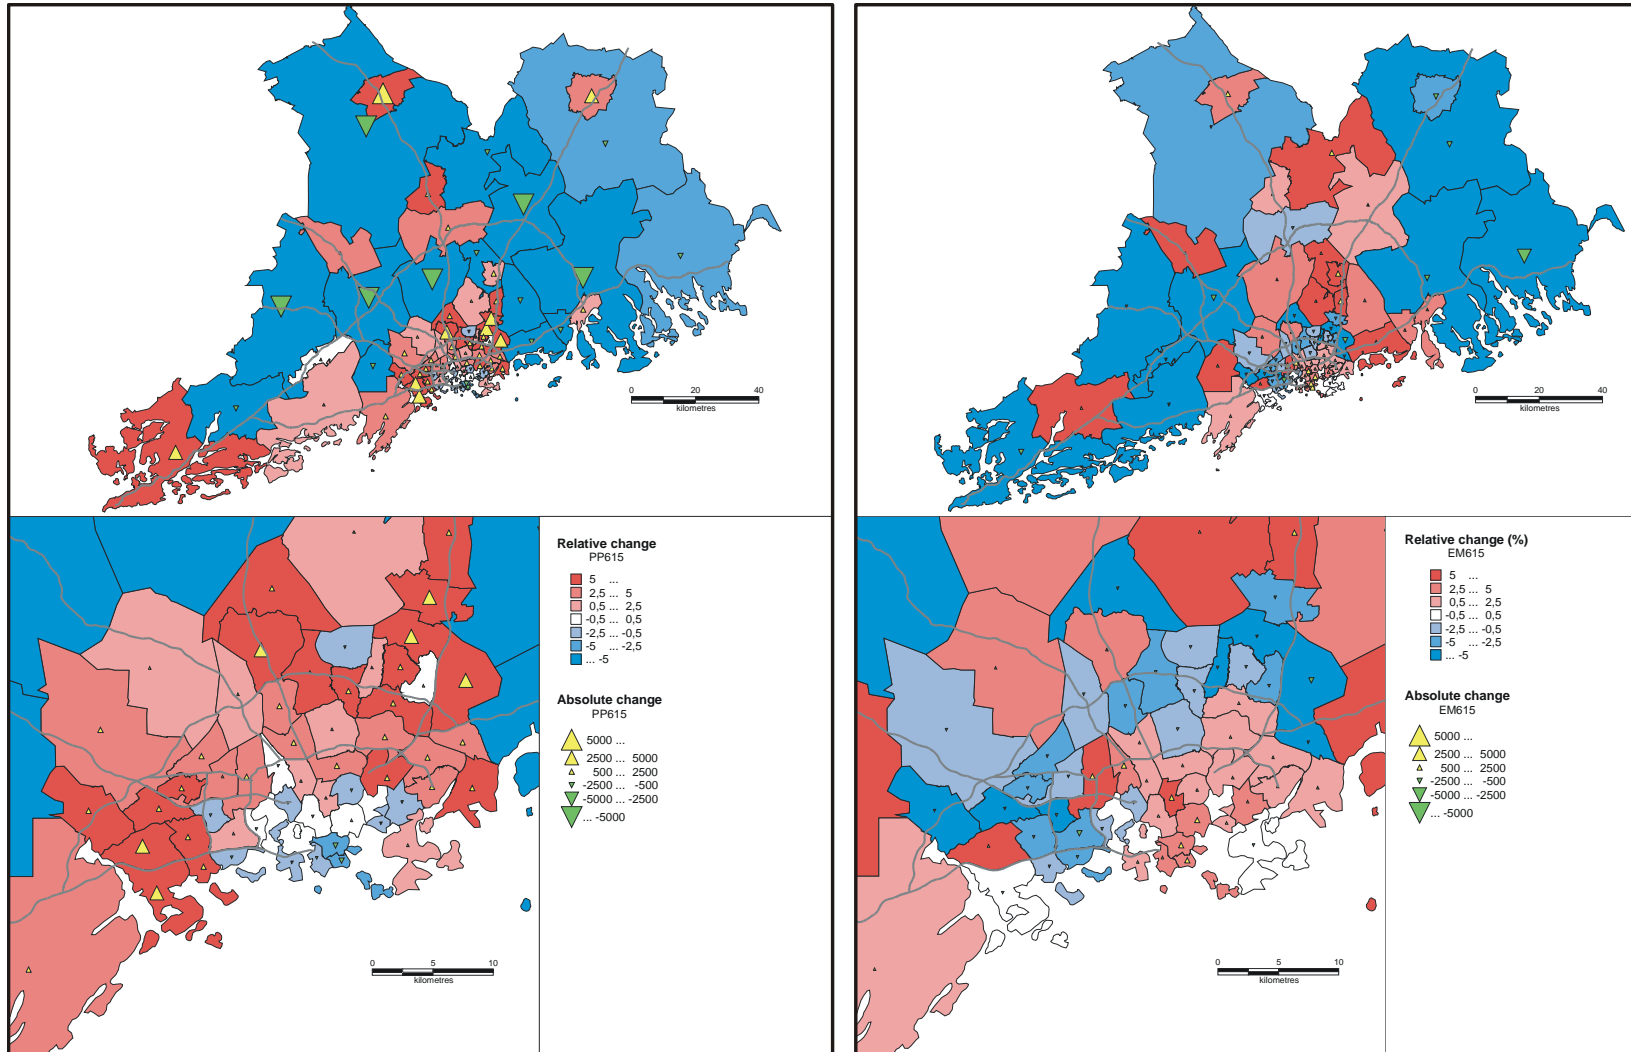 0 20 40
kilometres
0 20 40
kilometres
Relative change
PP615
5 ...
2,5 ... 5
0,5 ... 2,5
-0,5 ... 0,5
-2,5 ... -0,5
-5 ... -2,5
... -5
Absolute change
PP615
5000 ...
2500 ... 5000
500 ... 2500
-2500 ... -500
-5000 ... -2500
... -5000
0 5 10
kilometres
Relative change (%)
EM615
5 ...
2,5 ... 5
0,5 ... 2,5
-0,5 ... 0,5
-2,5 ... -0,5
-5 ... -2,5
... -5
Absolute change
EM615
5000 ...
2500 ... 5000
500 ... 2500
-2500 ... -500
-5000 ... -2500
... -5000
0 5 10
kilometres